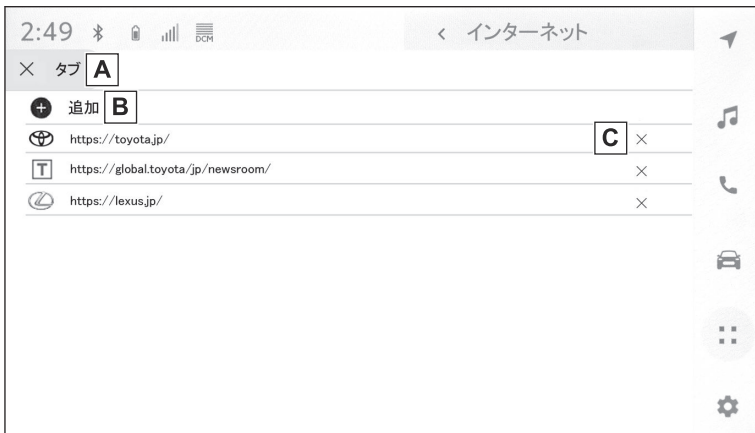 2:49 DCM < インターネット
× タブ A
追加 B
https://toyota.jp/ C ×
T https://global.toyota/jp/newsroom/ ×
https://lexus.jp/ ×